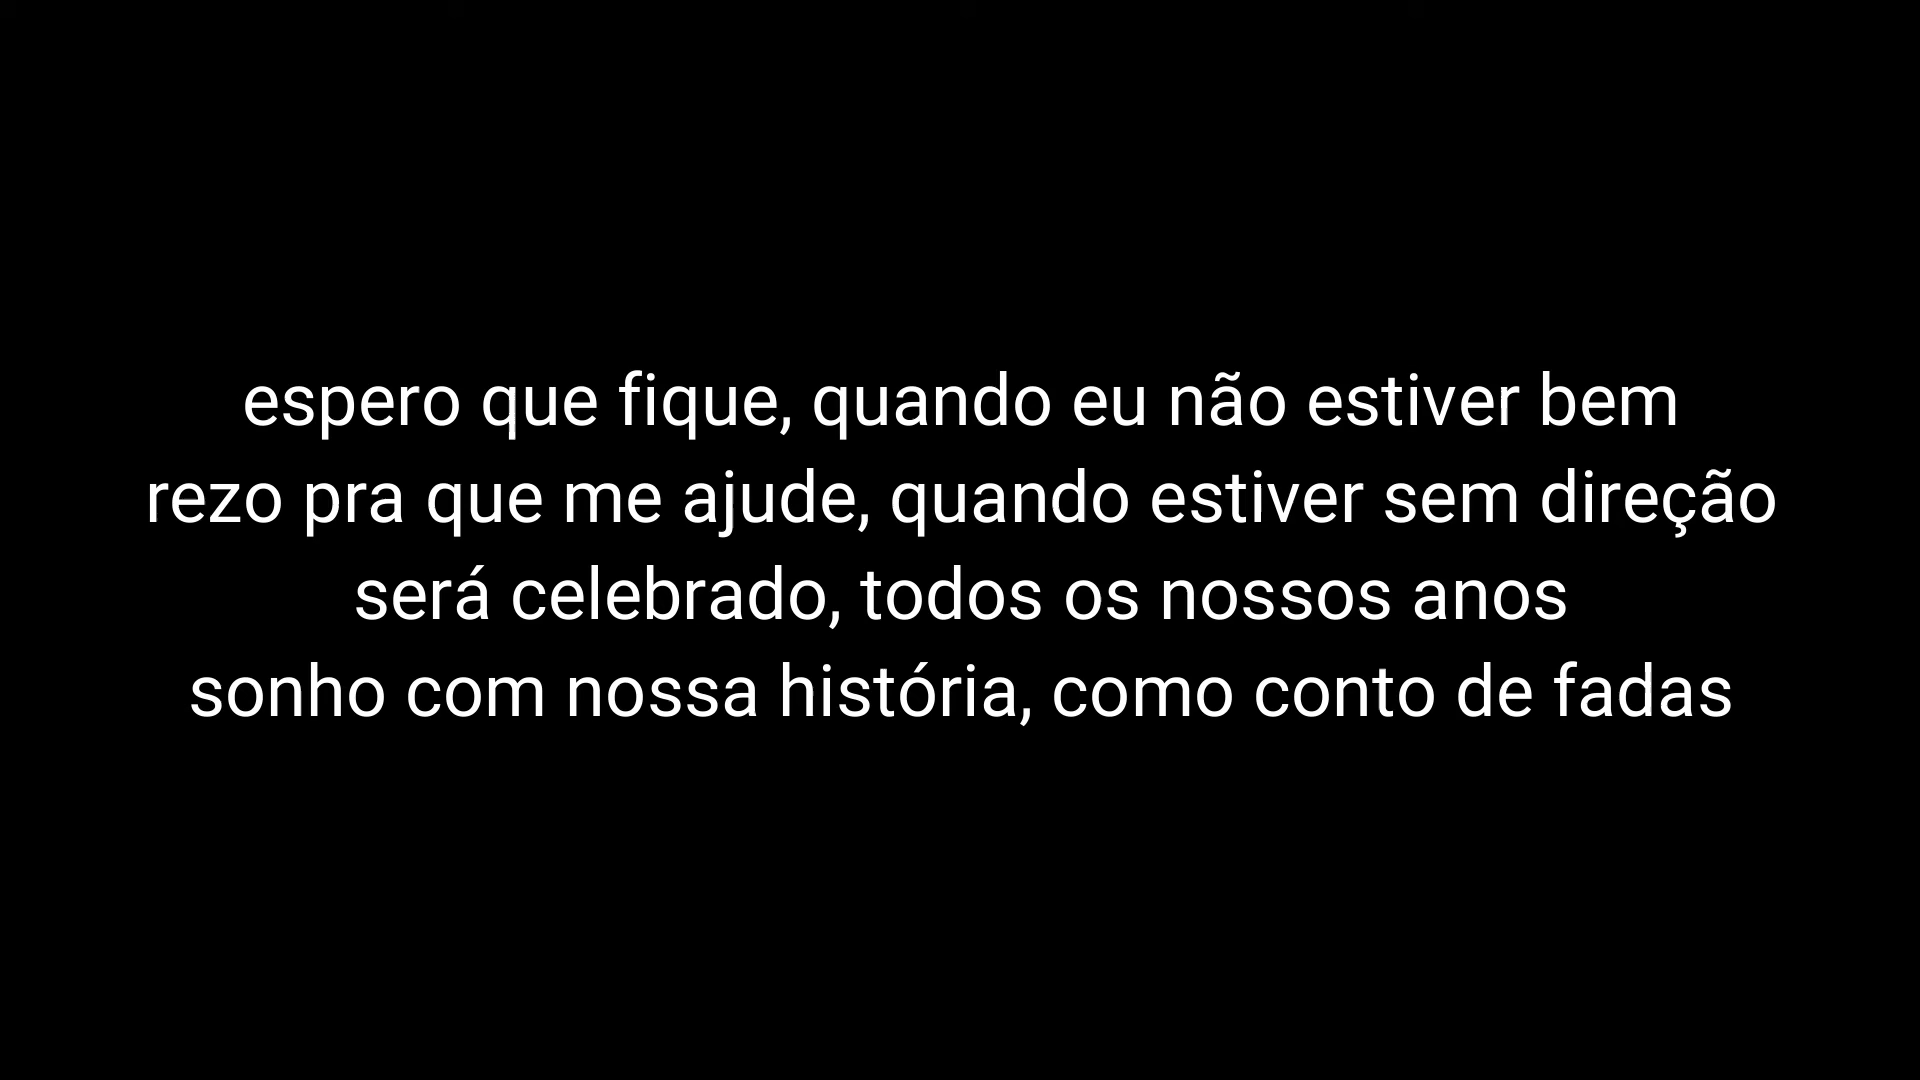 espero que fique, quando eu não estiver bem
rezo pra que me ajude, quando estiver sem direção
será celebrado, todos os nossos anos
sonho com nossa história, como conto de fadas